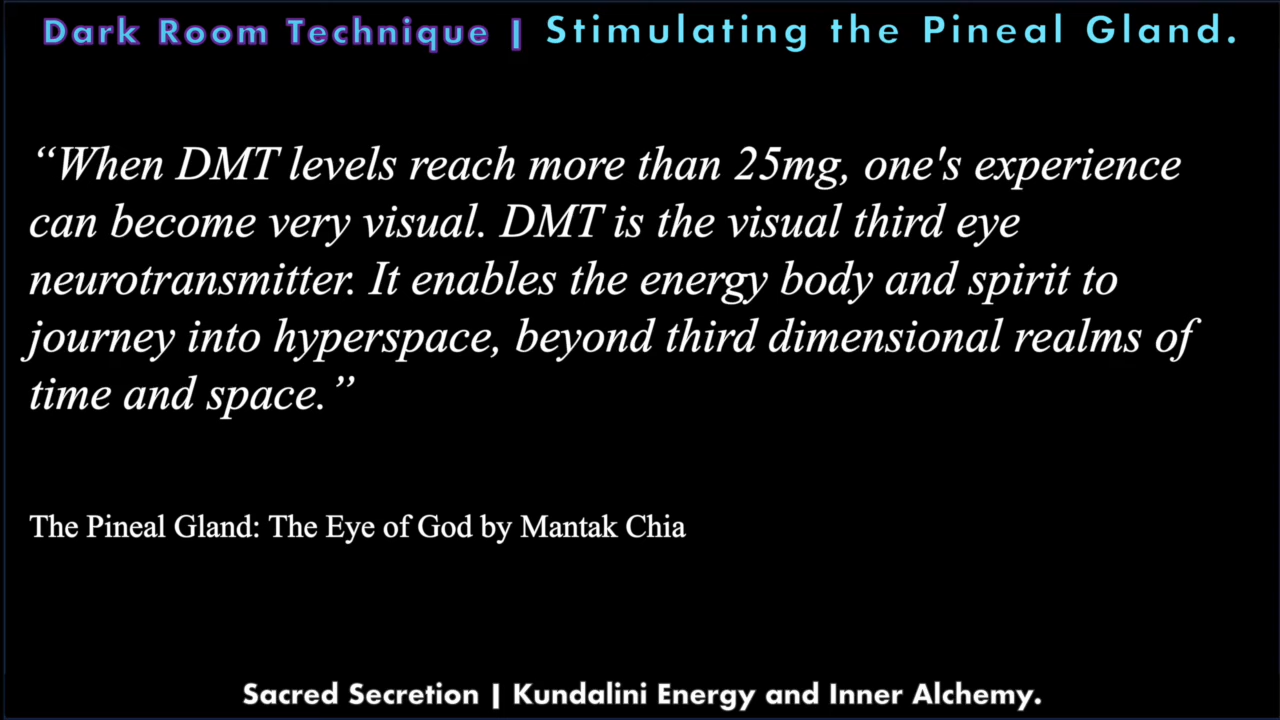 Dark Room Technique | Stimulating the Pineal Gland.
“When DMT levels reach more than 25mg, one's experience
can become very visual. DMT is the visual third eye
neurotransmitter. It enables the energy body and spirit to
journey into hyperspace, beyond third dimensional realms of
time and space.”
The Pineal Gland: The Eye of God by Mantak Chia
Sacred Secretion | Kundalini Energy and Inner Alchemy.